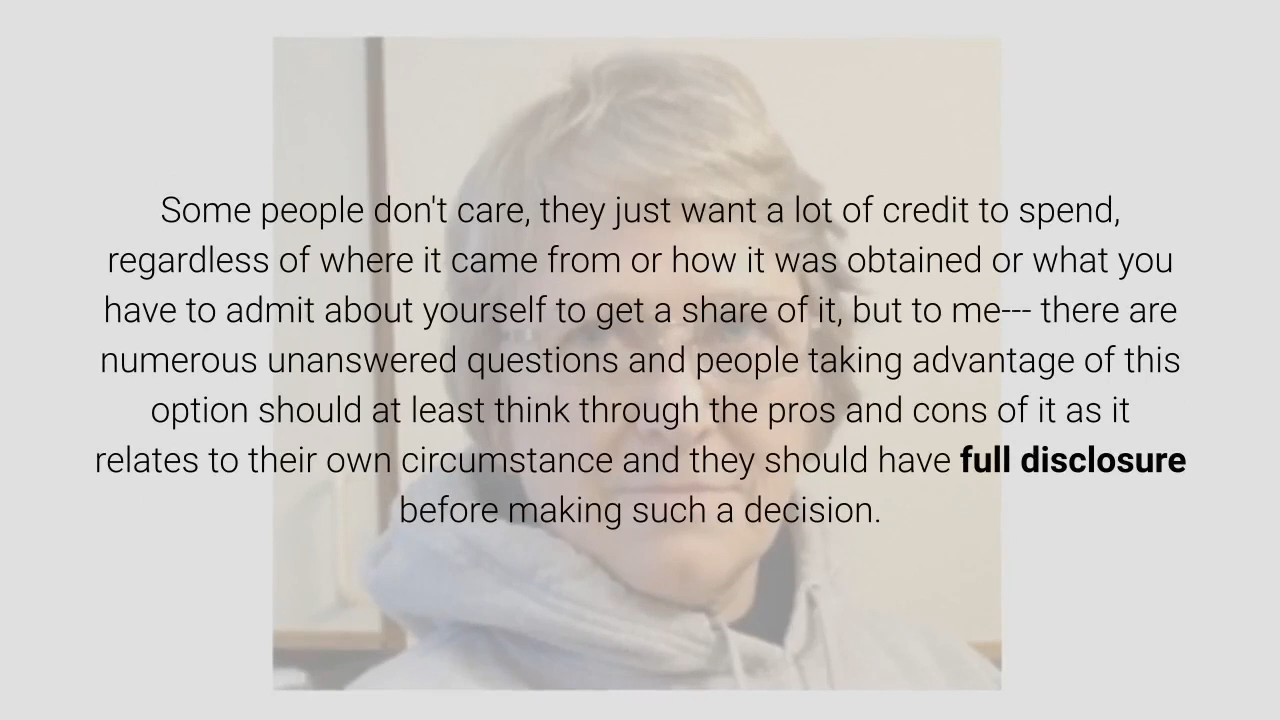 Some people don't care, they just want a lot of credit to spend,
regardless of where it came from or how it was obtained or what you
have to admit about yourself to get a share of it, but to me--- there are
numerous unanswered questions and people taking advantage of this
option should at least think through the pros and cons of it as it
relates to their own circumstance and they should have full disclosure
before making such a decision.